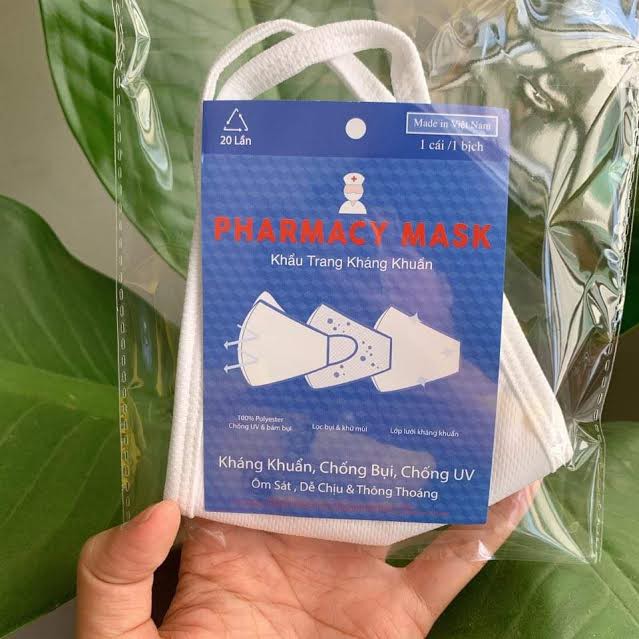 20 Lần
Made in Việt Nam
1 cái /1 bịch
PHARMACY MASK
Khẩu Trang Kháng Khuẩn
100% Polyester
Chống UV & bám bụi
Lọc bụi & khử mùi
Lớp lưới kháng khuẩn
Kháng Khuẩn, Chống Bụi, Chống UV
Ôm Sát , Dễ Chịu & Thông Thoáng